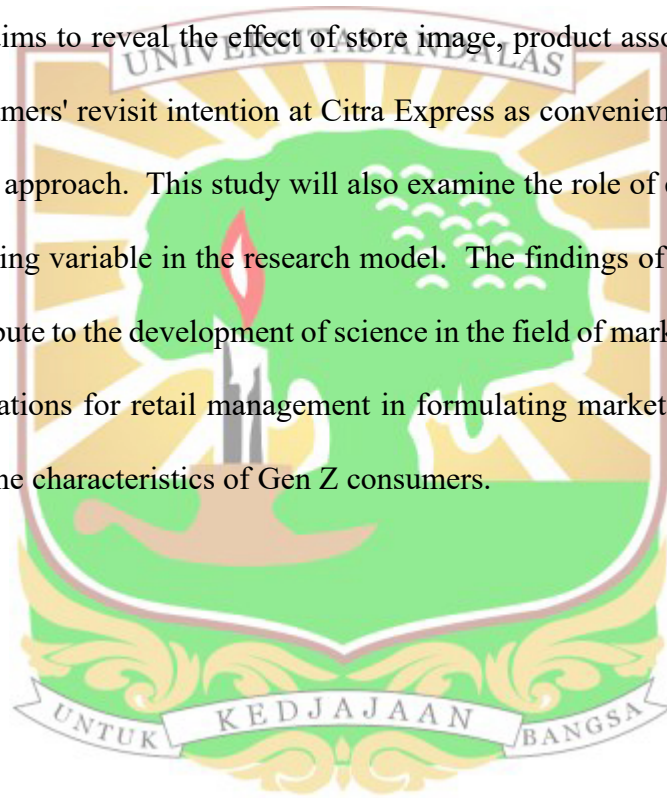 ims to reveal the effect of store image, product asso
UNIVERSITAS ANDALAS
mers' revisit intention at Citra Express as convenien
approach. This study will also examine the role of
ing variable in the research model. The findings of
bute to the development of science in the field of mark
ations for retail management in formulating market
ne characteristics of Gen Z consumers.
UNTUK KEDJAJAAN BANGSA